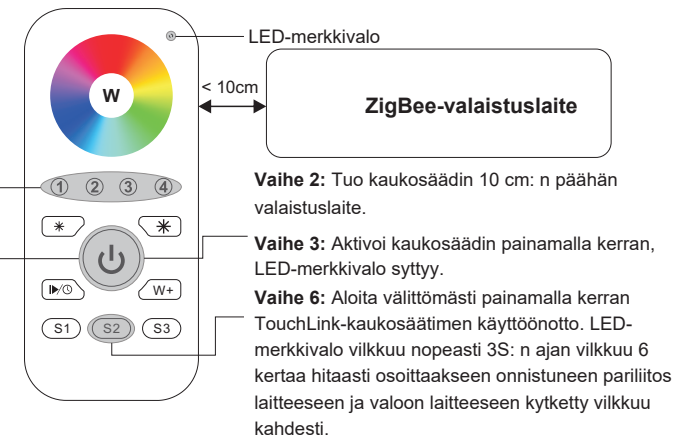 LED-merkkivalo
< 10cm
W
ZigBee-valaistuslaite
1 2 3 4
Vaihe 2: Tuo kaukosäädin 10 cm: n päähän
valaistuslaite.
Vaihe 3: Aktivoi kaukosäädin painamalla kerran,
LED-merkkivalo syttyy.
W+
S1 S2 S3
Vaihe 6: Aloita välittömästi painamalla kerran
TouchLink-kaukosäätimen käyttöönotto. LED-
merkkivalo vilkkuu nopeasti 3S: n ajan vilkkuu 6
kertaa hitaasti osoittaakseen onnistuneen pariliitos
laitteeseen ja valoon laitteeseen kytketty vilkkuu
kahdesti.